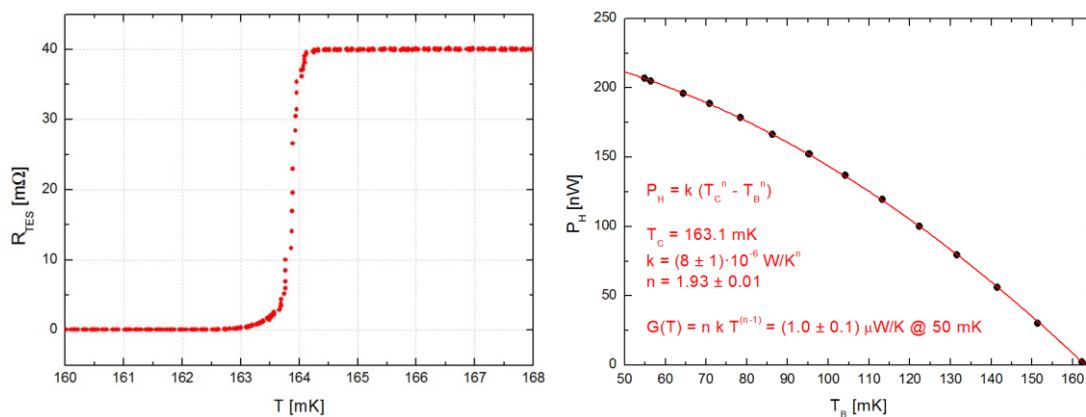 40
30
20
10
0
R_TES [mΩ]
160 161 162 163 164 165 166 167 168
T [mK]
250
200
150
100
50
0
P_H [nW]
P_H = k (T_C^n - T_B^n)
T_C = 163.1 mK
k = (8 ± 1)·10^-6 W/K^n
n = 1.93 ± 0.01
G(T) = n k T^(n-1) = (1.0 ± 0.1) μW/K @ 50 mK
50 60 70 80 90 100 110 120 130 140 150 160
T_B [mK]